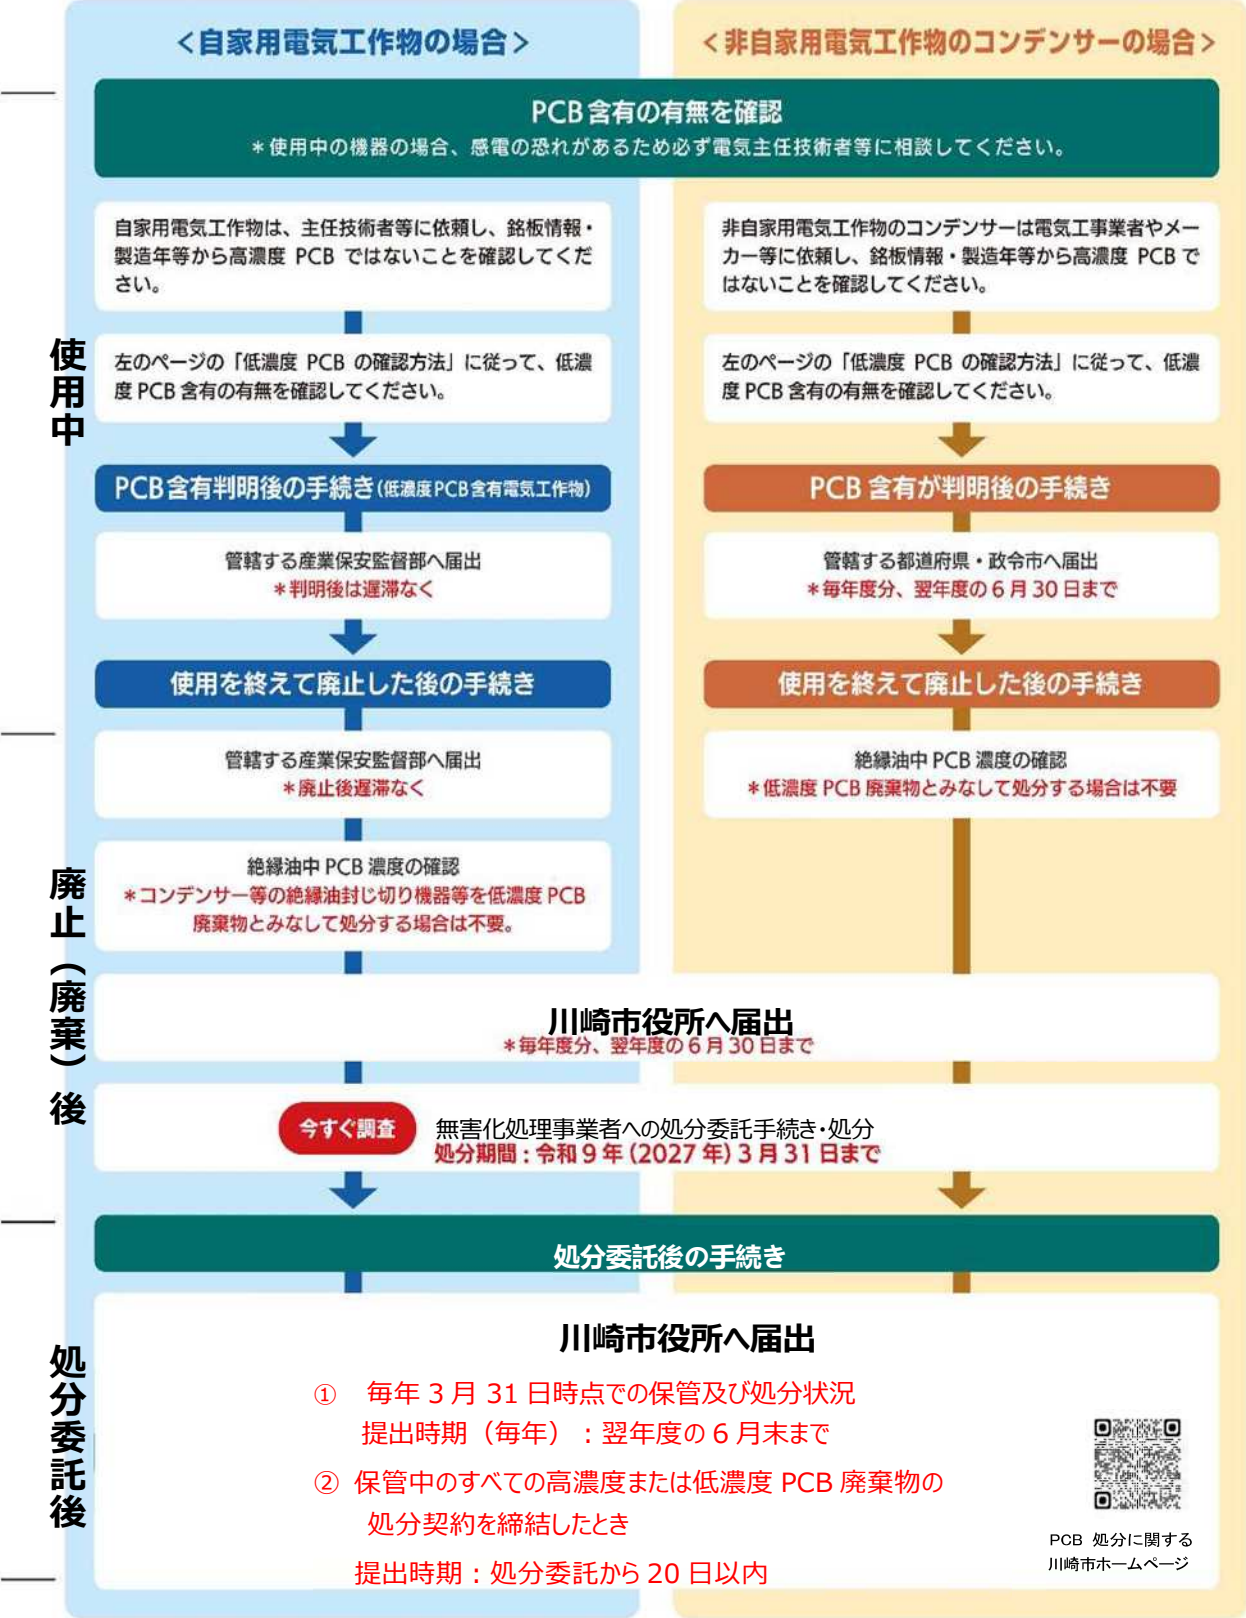 ＜自家用電気工作物の場合＞
＜非自家用電気工作物のコンデンサーの場合＞
PCB含有の有無を確認
＊使用中の機器の場合、感電の恐れがあるため必ず電気主任技術者等に相談してください。
使用中
自家用電気工作物は、主任技術者等に依頼し、銘板情報・
製造年等から高濃度 PCB ではないことを確認してくだ
さい。
左のページの「低濃度 PCB の確認方法」に従って、低濃
度 PCB 含有の有無を確認してください。
PCB含有判明後の手続き（低濃度PCB含有電気工作物）
管轄する産業保安監督部へ届出
＊判明後は遅滞なく
使用を終えて廃止した後の手続き
非自家用電気工作物のコンデンサーは電気工事業者やメー
カー等に依頼し、銘板情報・製造年等から高濃度 PCB で
はないことを確認してください。
左のページの「低濃度 PCB の確認方法」に従って、低濃
度 PCB 含有の有無を確認してください。
PCB 含有が判明後の手続き
管轄する都道府県・政令市へ届出
＊毎年度分、翌年度の 6 月 30 日まで
使用を終えて廃止した後の手続き
廃止（廃棄）後
管轄する産業保安監督部へ届出
＊廃止後遅滞なく
絶縁油中 PCB 濃度の確認
＊コンデンサー等の絶縁油封じ切り機器等を低濃度 PCB
廃棄物とみなして処分する場合は不要。
絶縁油中 PCB 濃度の確認
＊低濃度 PCB 廃棄物とみなして処分する場合は不要
川崎市役所へ届出
＊毎年度分、翌年度の 6 月 30 日まで
今すぐ調査
無害化処理事業者への処分委託手続き・処分
処分期間：令和 9 年（2027 年）3 月 31 日まで
処分委託後の手続き
処分委託後
川崎市役所へ届出
① 毎年 3 月 31 日時点での保管及び処分状況
提出時期（毎年）：翌年度の 6 月末まで
② 保管中のすべての高濃度または低濃度 PCB 廃棄物の
処分契約を締結したとき
提出時期：処分委託から 20 日以内
PCB 処分に関する
川崎市ホームページ